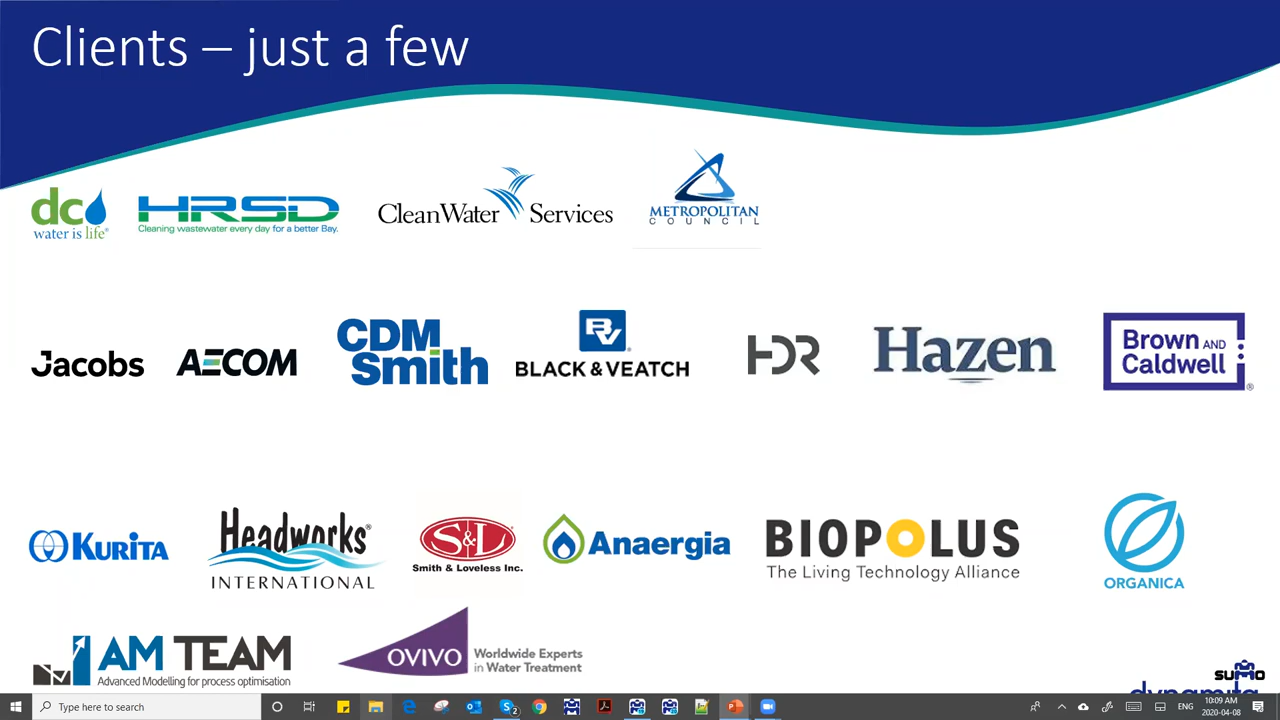 Clients – just a few
dc
water is life®
HRSD
Cleaning wastewater every day for a better Bay.
CleanWater Services
METROPOLITAN
COUNCIL
Jacobs
AECOM
CDM
Smith
BV
BLACK & VEATCH
HDR
Hazen
Brown AND
Caldwell
®
KURITA
Headworks®
INTERNATIONAL
S&L
Smith & Loveless Inc.
Anaergia
BIOPOLUS
The Living Technology Alliance
ORGANICA
AM TEAM
Advanced Modelling for process optimisation
OVIVO
Worldwide Experts
in Water Treatment
sumo
dynamita
Type here to search
ENG
10:09 AM
2020-04-08